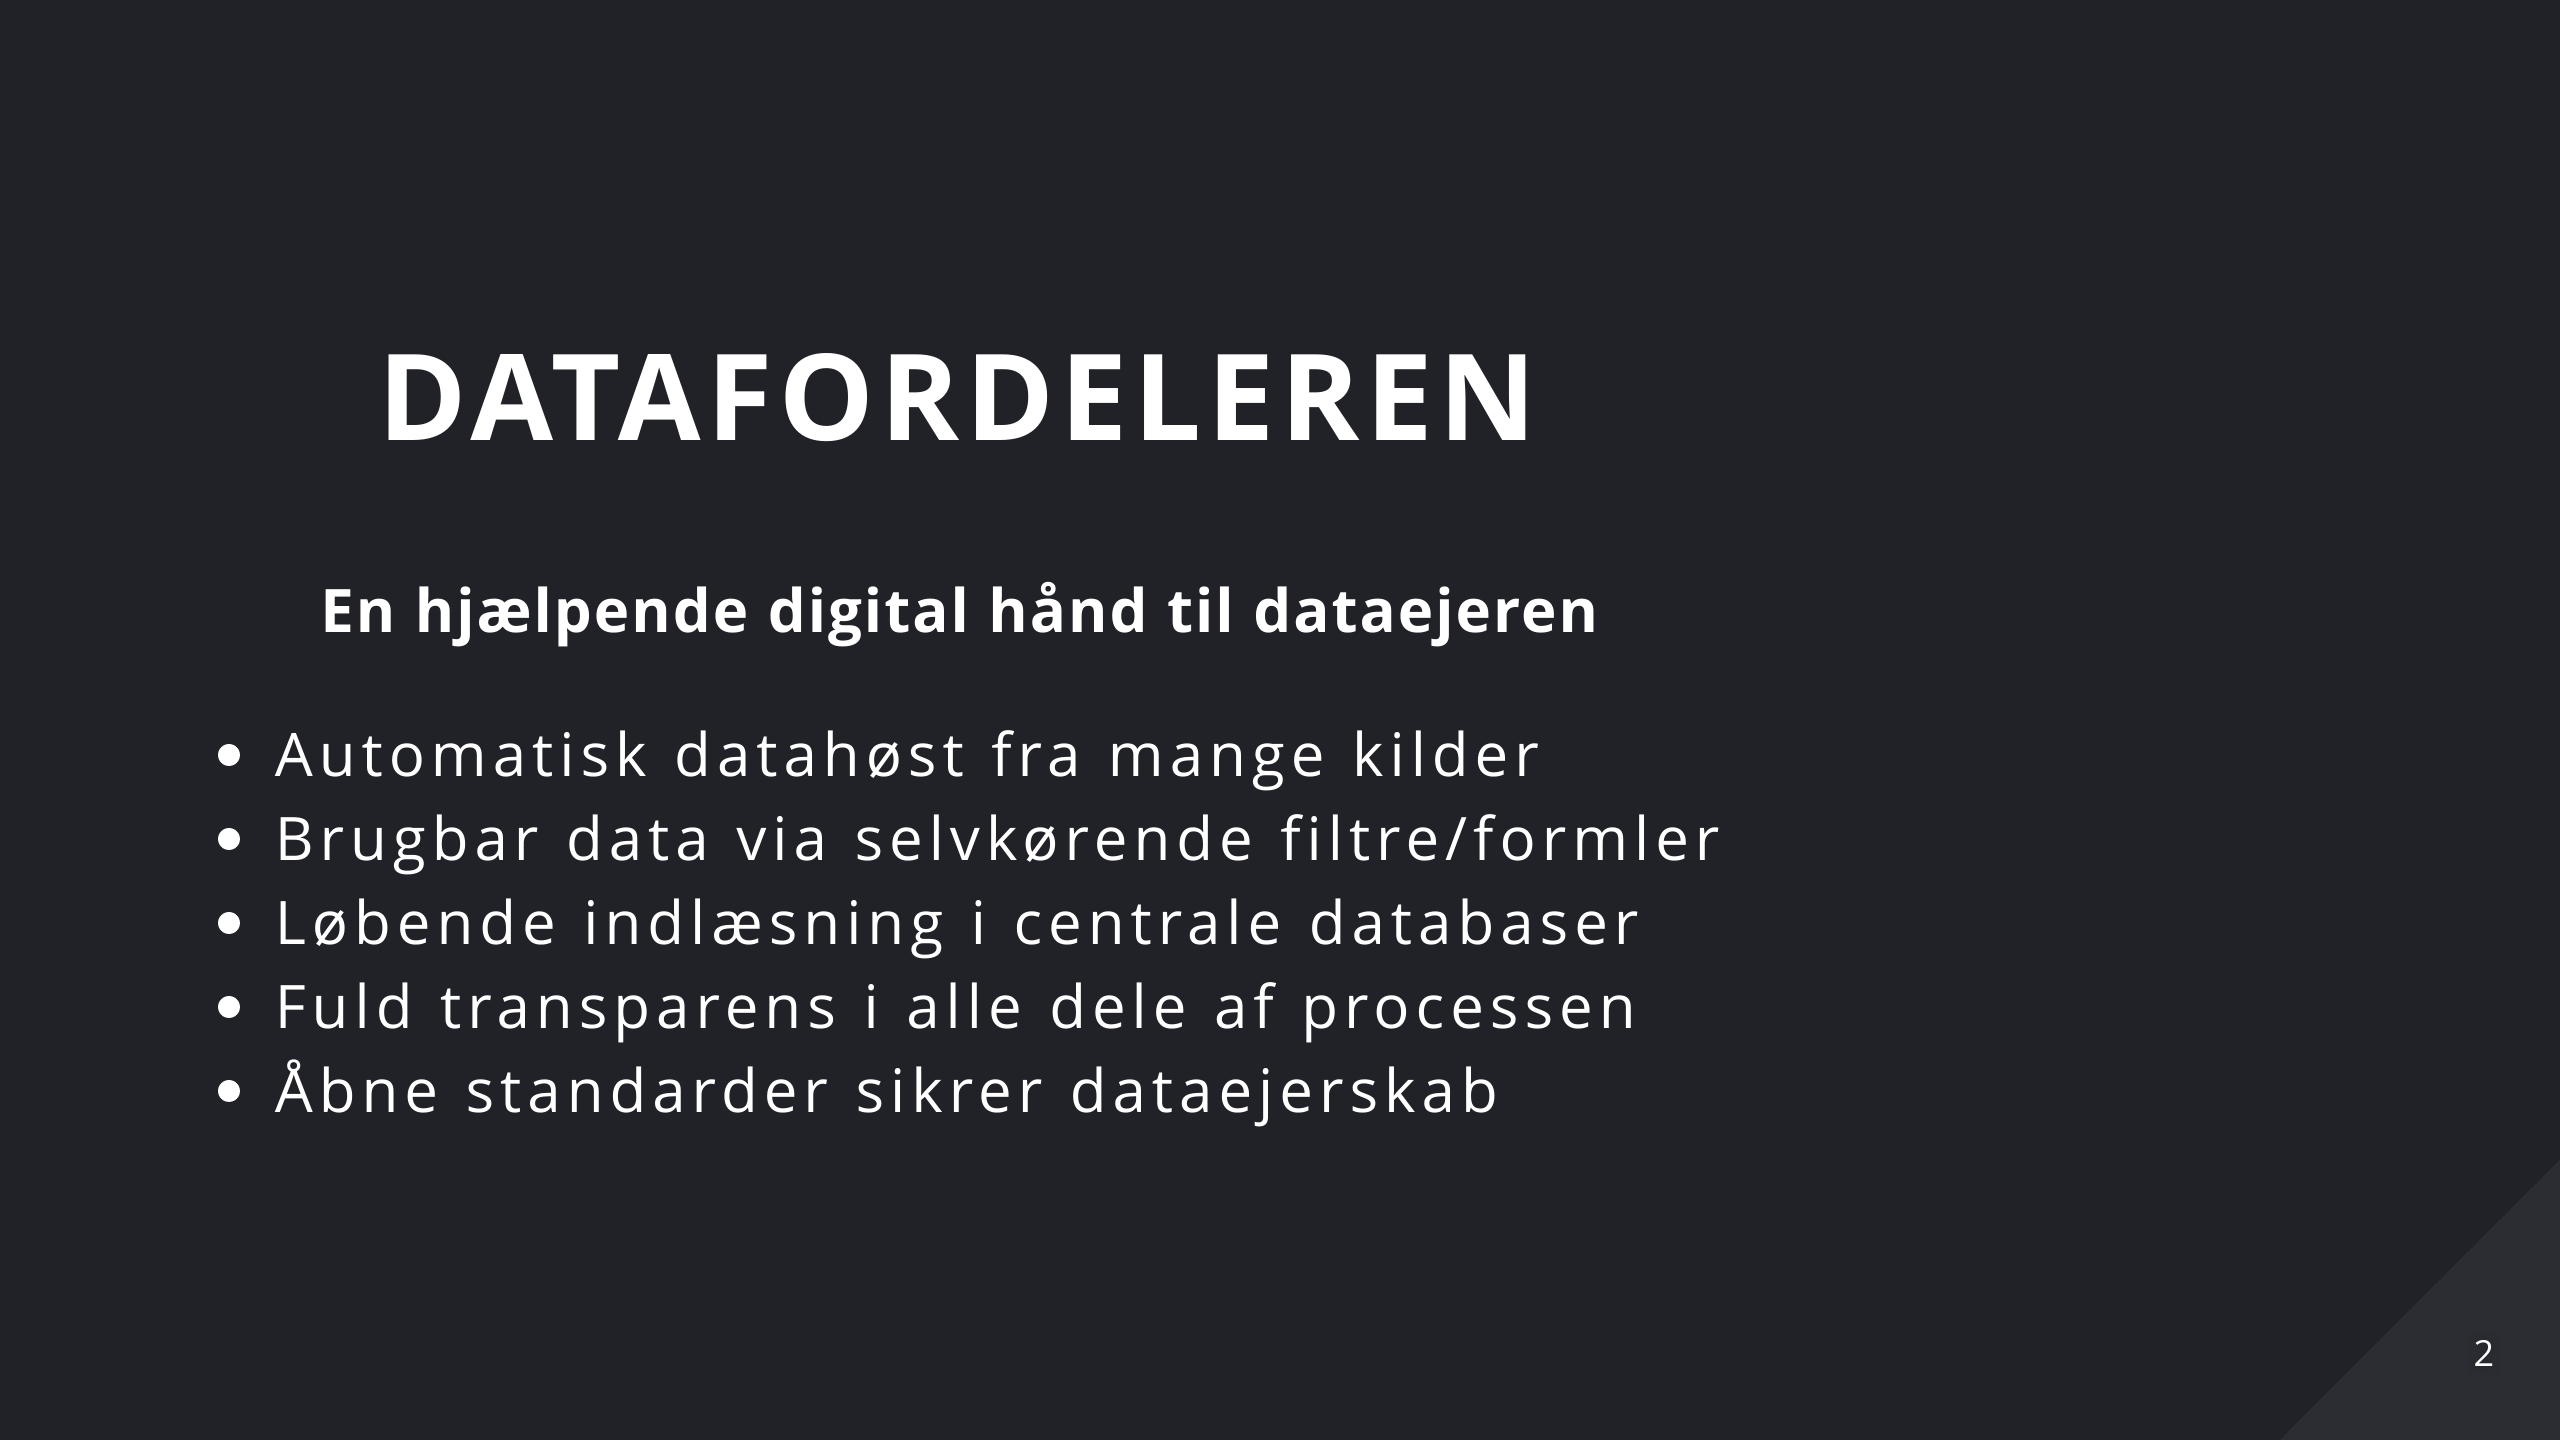 DATAFORDELEREN
En hjælpende digital hånd til dataejeren
• Automatisk datahøst fra mange kilder
• Brugbar data via selvkørende filtre/formler
• Løbende indlæsning i centrale databaser
• Fuld transparens i alle dele af processen
• Åbne standarder sikrer dataejerskab
2